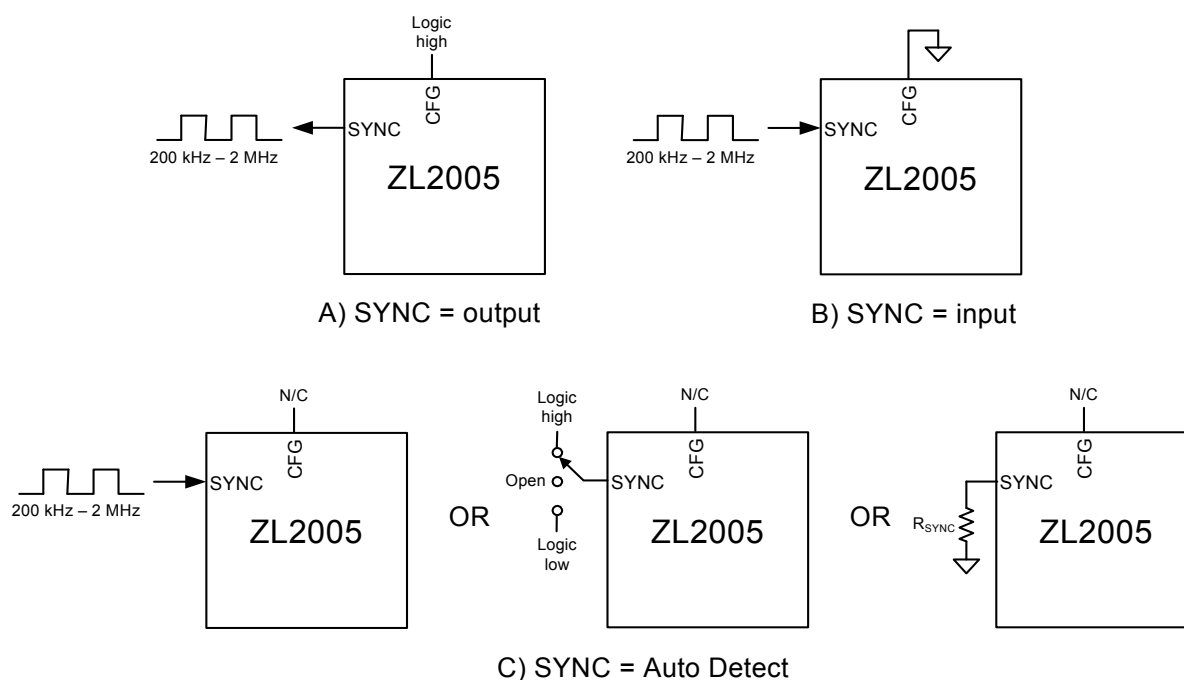 Logic
high
CFG
SYNC
200 kHz – 2 MHz
ZL2005
A) SYNC = output
CFG
SYNC
200 kHz – 2 MHz
ZL2005
B) SYNC = input
N/C
CFG
SYNC
200 kHz – 2 MHz
ZL2005
OR
Logic
high
Open
Logic
low
N/C
CFG
SYNC
ZL2005
OR
RSYNC
N/C
CFG
SYNC
ZL2005
C) SYNC = Auto Detect